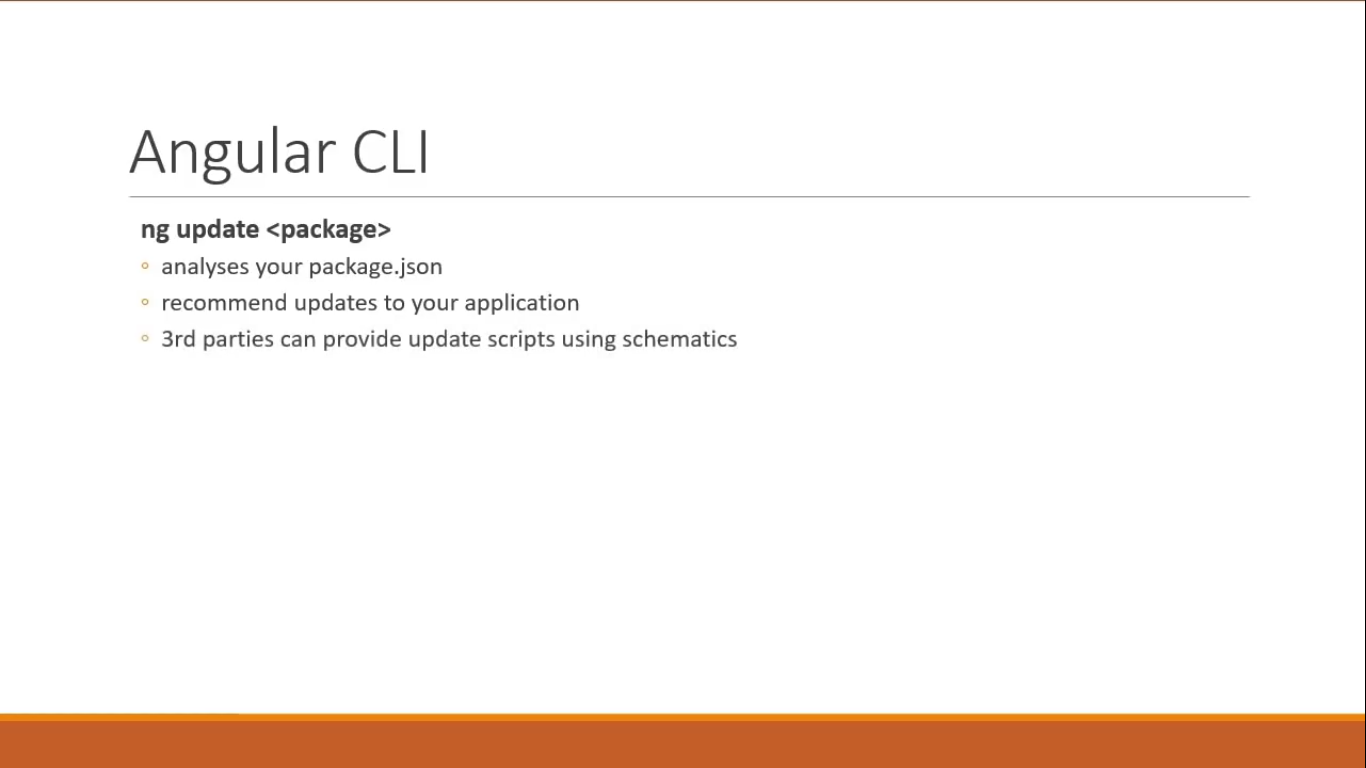 Angular CLI
ng update <package>
◦ analyses your package.json
◦ recommend updates to your application
◦ 3rd parties can provide update scripts using schematics